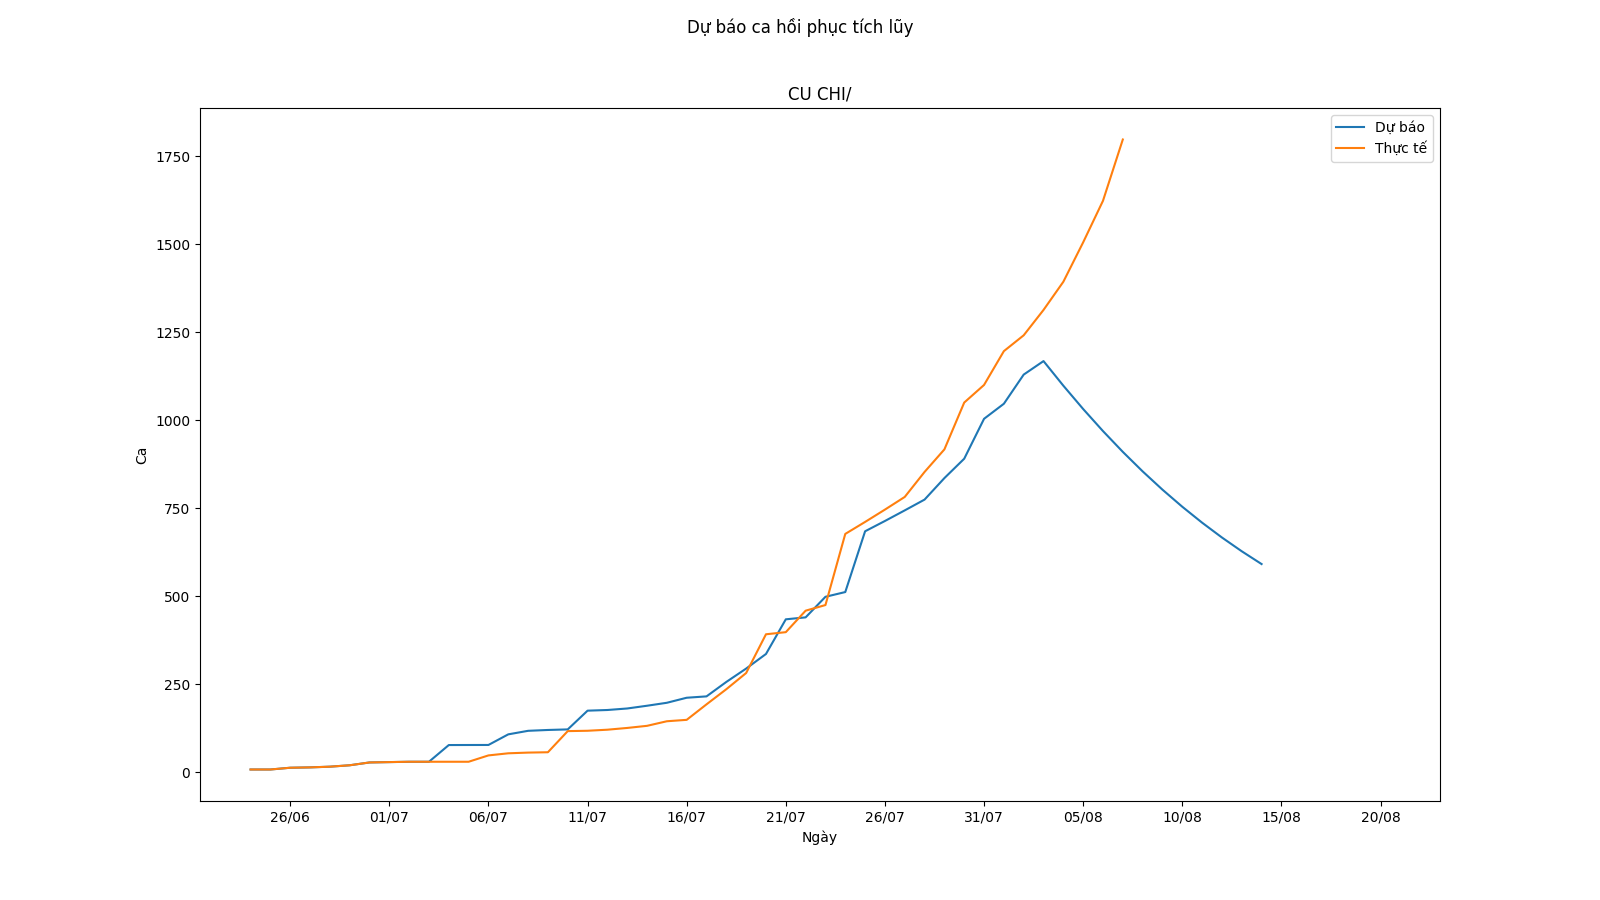 Dự báo ca hồi phục tích lũy
CU CHI/
Dự báo
Thực tế
1750
1500
1250
1000
750
500
250
0
Ca
26/06 01/07 06/07 11/07 16/07 21/07 26/07 31/07 05/08 10/08 15/08 20/08
Ngày